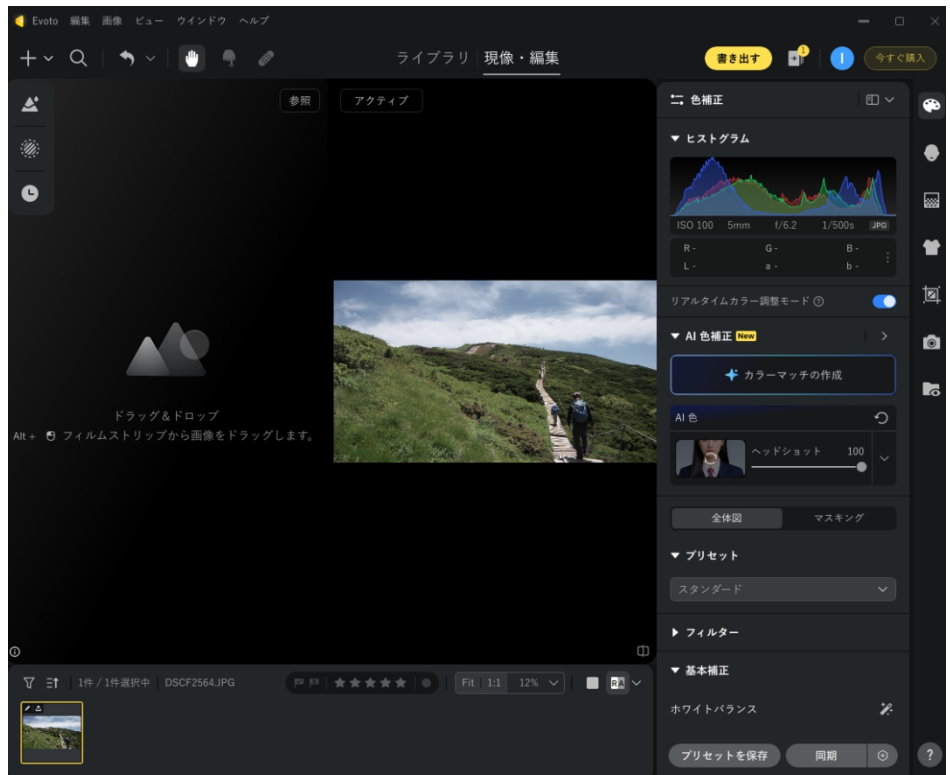 Evoto 編集 画像 ビュー ウインドウ ヘルプ
ライブラリ 現像・編集
書き出す 1 I 今すぐ購入
参照 アクティブ
色補正
ヒストグラム
ISO 100 5mm f/6.2 1/500s JPG
R - G - B -
L - a - b -
リアルタイムカラー調整モード ?
AI 色補正 New
カラーマッチの作成
AI 色
ヘッドショット 100
全体図 マスキング
プリセット
スタンダード
フィルター
基本補正
ホワイトバランス
プリセットを保存 同期 ?
ドラッグ＆ドロップ
Alt + フィルムストリップから画像をドラッグします。
1件 / 1件選択中 DSCF2564.JPG Fit 1:1 12% RA